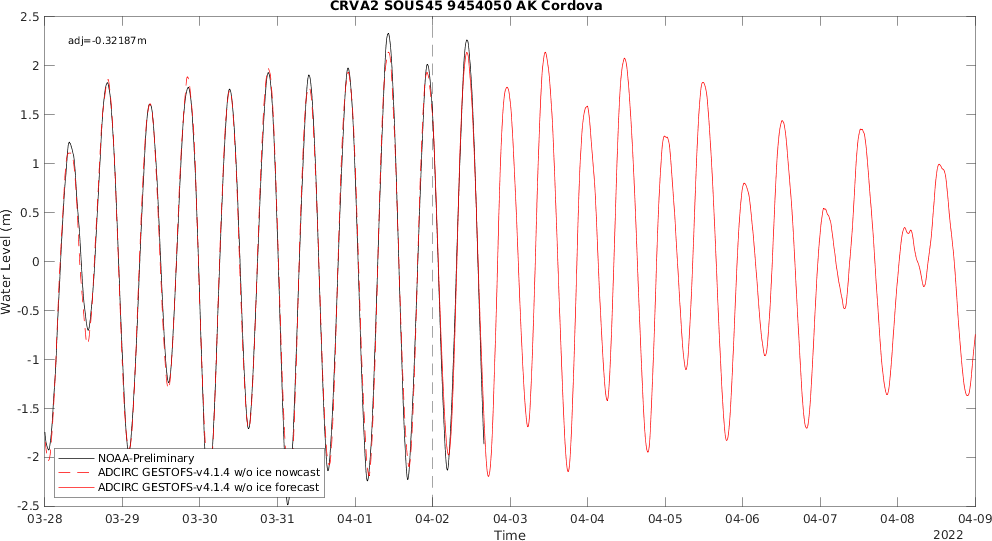 CRVA2 SOUS45 9454050 AK Cordova
adj=-0.32187m
2.5
2
1.5
1
0.5
0
-0.5
-1
-1.5
-2
-2.5
Water Level (m)
NOAA-Preliminary
ADCIRC GESTOFS-v4.1.4 w/o ice nowcast
ADCIRC GESTOFS-v4.1.4 w/o ice forecast
03-28 03-29 03-30 03-31 04-01 04-02 04-03 04-04 04-05 04-06 04-07 04-08 04-09
Time
2022